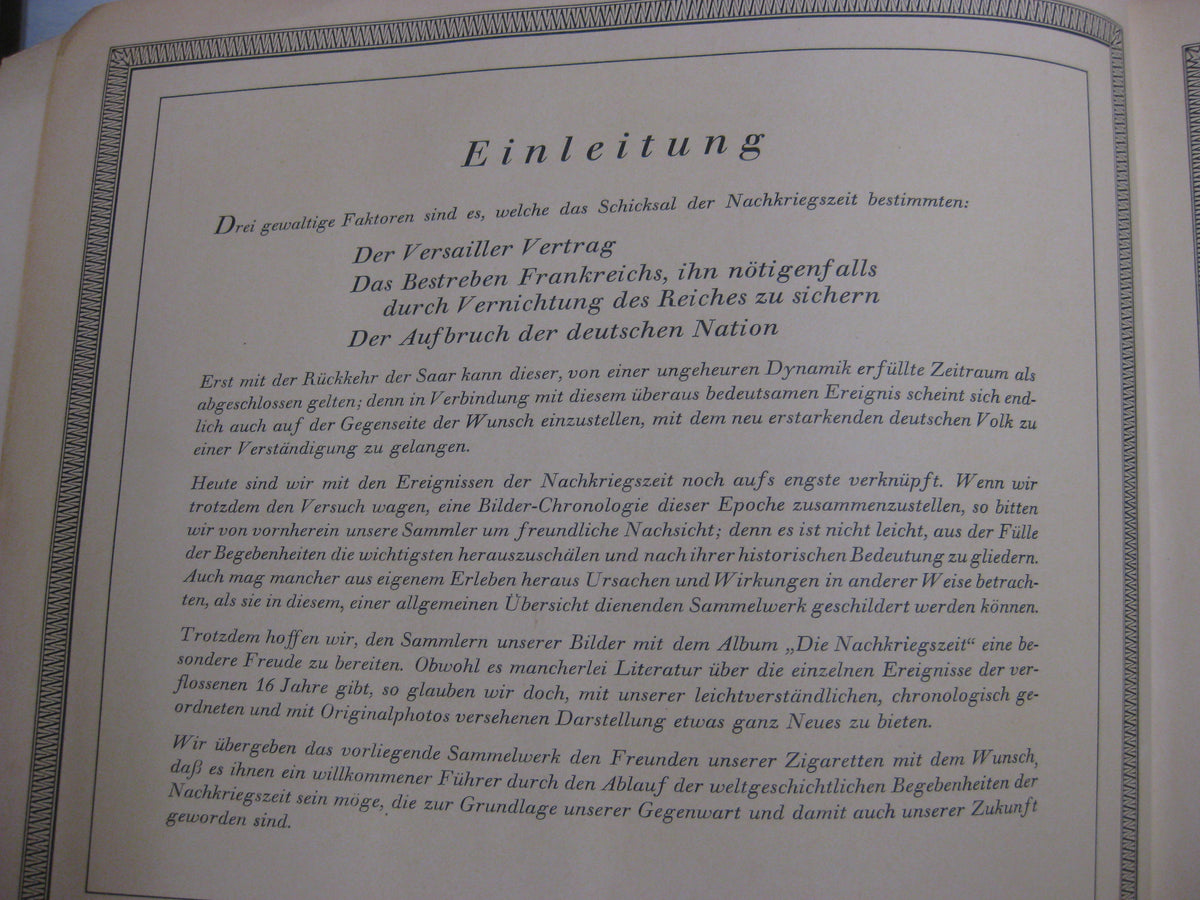 Einleitung
Drei gewaltige Faktoren sind es, welche das Schicksal der Nachkriegszeit bestimmten:
Der Versailler Vertrag
Das Bestreben Frankreichs, ihn nötigenfalls
durch Vernichtung des Reiches zu sichern
Der Aufbruch der deutschen Nation
Erst mit der Rückkehr der Saar kann dieser, von einer ungeheuren Dynamik erfüllte Zeitraum als
abgeschlossen gelten; denn in Verbindung mit diesem überaus bedeutsamen Ereignis scheint sich end-
lich auch auf der Gegenseite der Wunsch einzustellen, mit dem neu erstarkenden deutschen Volk zu
einer Verständigung zu gelangen.
Heute sind wir mit den Ereignissen der Nachkriegszeit noch aufs engste verknüpft. Wenn wir
trotzdem den Versuch wagen, eine Bilder-Chronologie dieser Epoche zusammenzustellen, so bitten
wir von vornherein unsere Sammler um freundliche Nachsicht; denn es ist nicht leicht, aus der Fülle
der Begebenheiten die wichtigsten herauszuschälen und nach ihrer historischen Bedeutung zu gliedern.
Auch mag mancher aus eigenem Erleben heraus Ursachen und Wirkungen in anderer Weise betrach-
ten, als sie in diesem, einer allgemeinen Übersicht dienenden Sammelwerk geschildert werden können.
Trotzdem hoffen wir, den Sammlern unserer Bilder mit dem Album „Die Nachkriegszeit“ eine be-
sondere Freude zu bereiten. Obwohl es mancherlei Literatur über die einzelnen Ereignisse der ver-
flossenen 16 Jahre gibt, so glauben wir doch, mit unserer leichtverständlichen, chronologisch ge-
ordneten und mit Originalphotos versehenen Darstellung etwas ganz Neues zu bieten.
Wir übergeben das vorliegende Sammelwerk den Freunden unserer Zigaretten mit dem Wunsch,
daß es ihnen ein willkommener Führer durch den Ablauf der weltgeschichtlichen Begebenheiten der
Nachkriegszeit sein möge, die zur Grundlage unserer Gegenwart und damit auch unserer Zukunft
geworden sind.